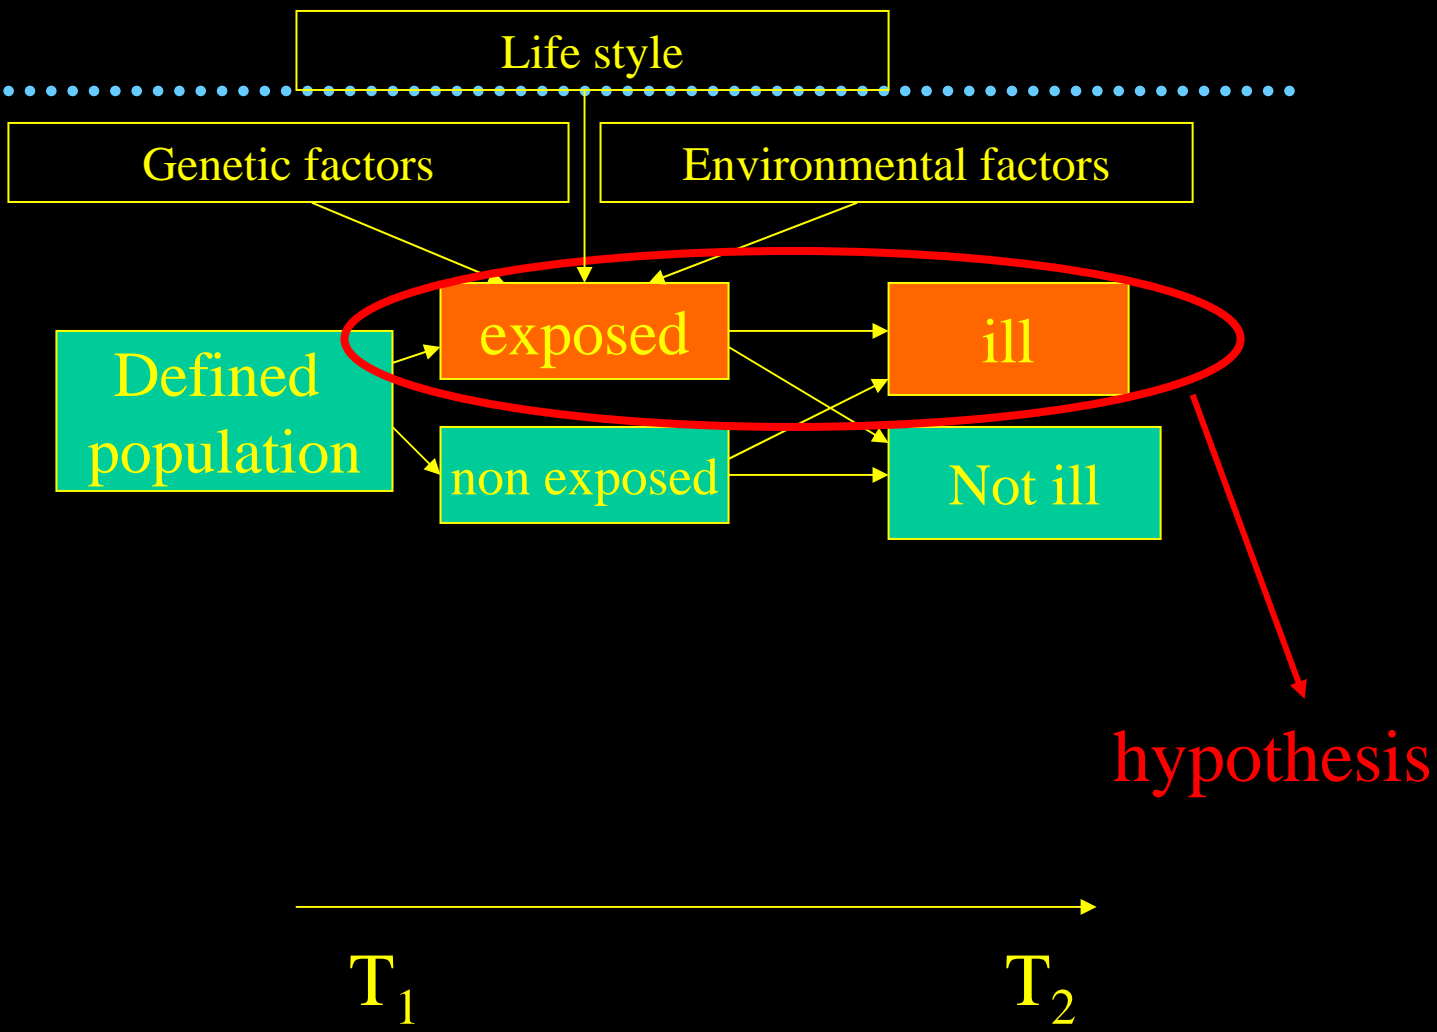 Life style
Genetic factors
Environmental factors
exposed
ill
Defined
population
non exposed
Not ill
hypothesis
T1
T2